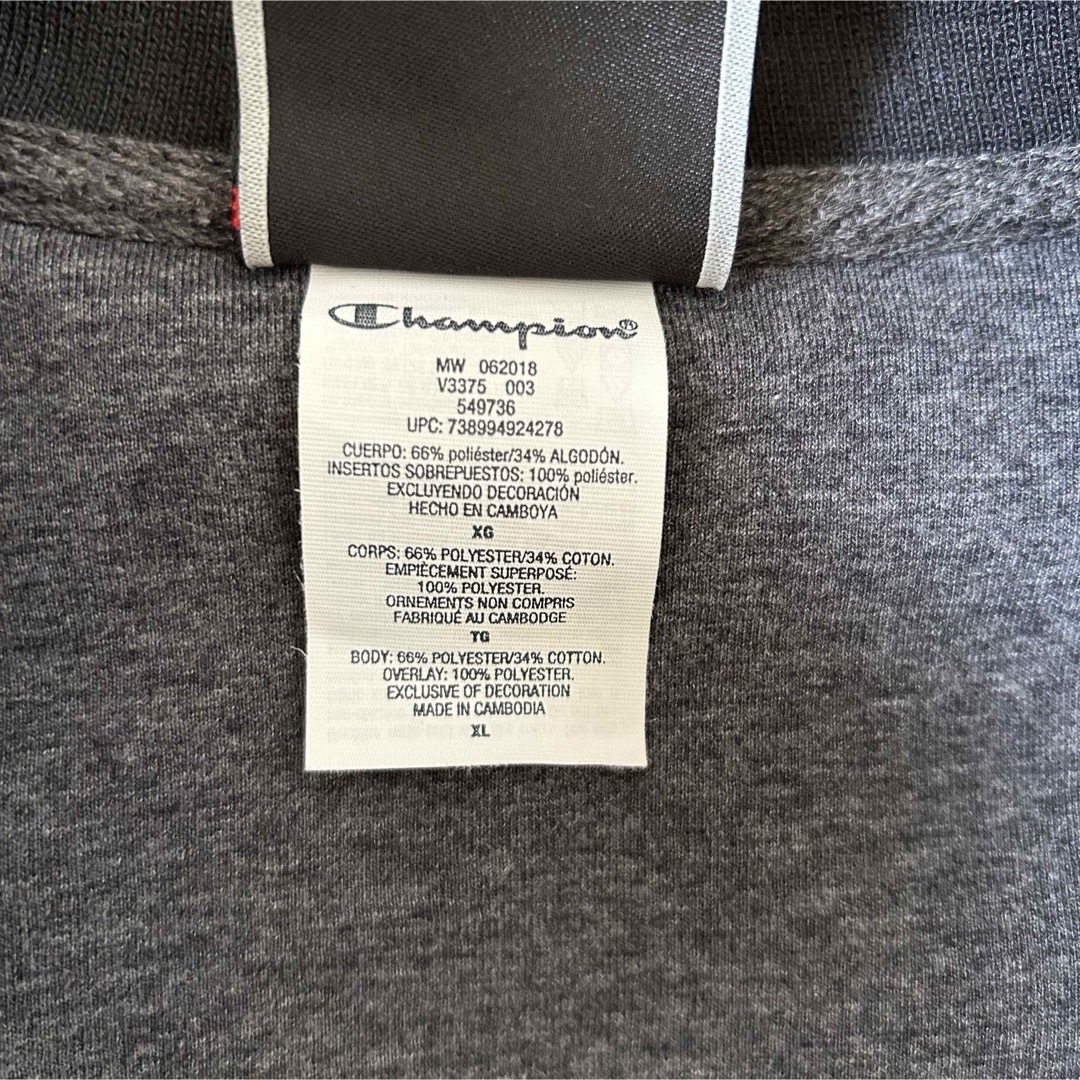 Champion®
MW 062018
V3375 003
549736
UPC: 738994924278
CUERPO: 66% poliéster/34% ALGODÓN.
INSERTOS SOBREPUESTOS: 100% poliéster.
EXCLUYENDO DECORACIÓN
HECHO EN CAMBOYA
XG
CORPS: 66% POLYESTER/34% COTON.
EMPIÈCEMENT SUPERPOSÉ:
100% POLYESTER.
ORNEMENTS NON COMPRIS
FABRIQUÉ AU CAMBODGE
TG
BODY: 66% POLYESTER/34% COTTON.
OVERLAY: 100% POLYESTER.
EXCLUSIVE OF DECORATION
MADE IN CAMBODIA
XL